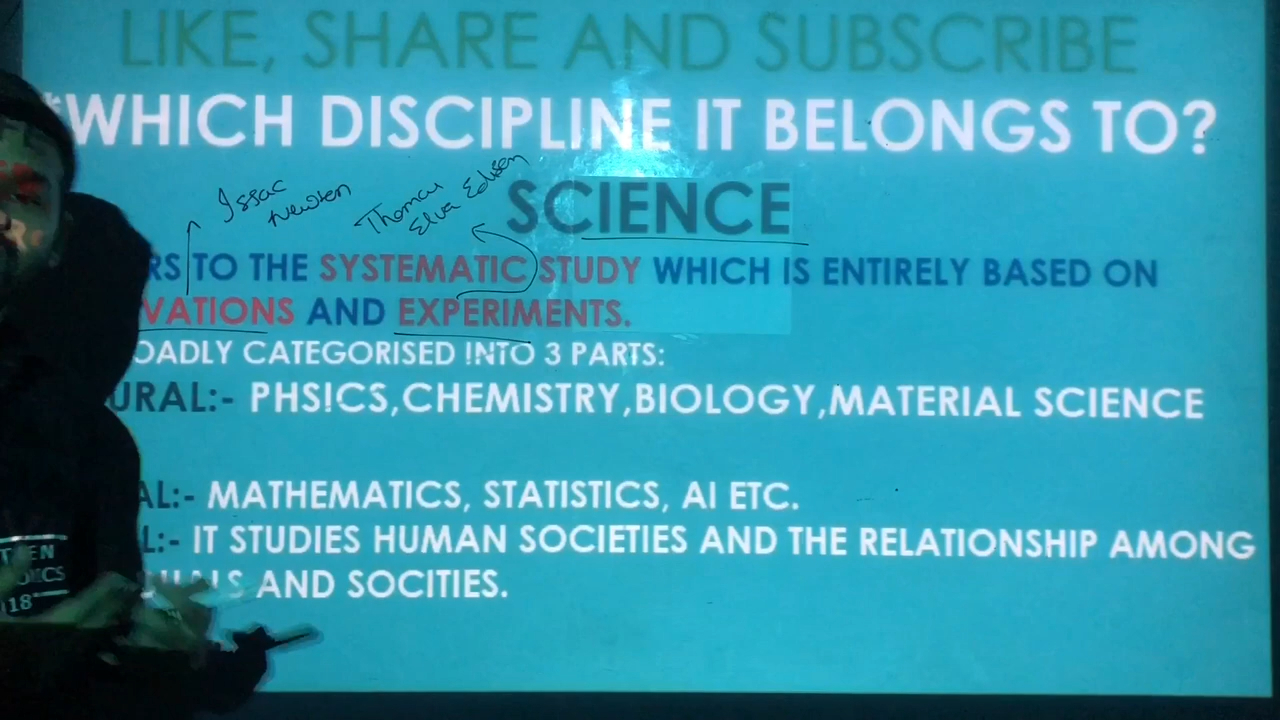 LIKE, SHARE AND SUBSCRIBE
*WHICH DISCIPLINE IT BELONGS TO?
Issac
Newton
Thomas
Elva Edison
SCIENCE
RS TO THE SYSTEMATIC STUDY WHICH IS ENTIRELY BASED ON
VATIONS AND EXPERIMENTS.
OADLY CATEGORISED INTO 3 PARTS:
URAL:- PHSICS,CHEMISTRY,BIOLOGY,MATERIAL SCIENCE
AL:- MATHEMATICS, STATISTICS, AI ETC.
L:- IT STUDIES HUMAN SOCIETIES AND THE RELATIONSHIP AMONG
UALS AND SOCITIES.